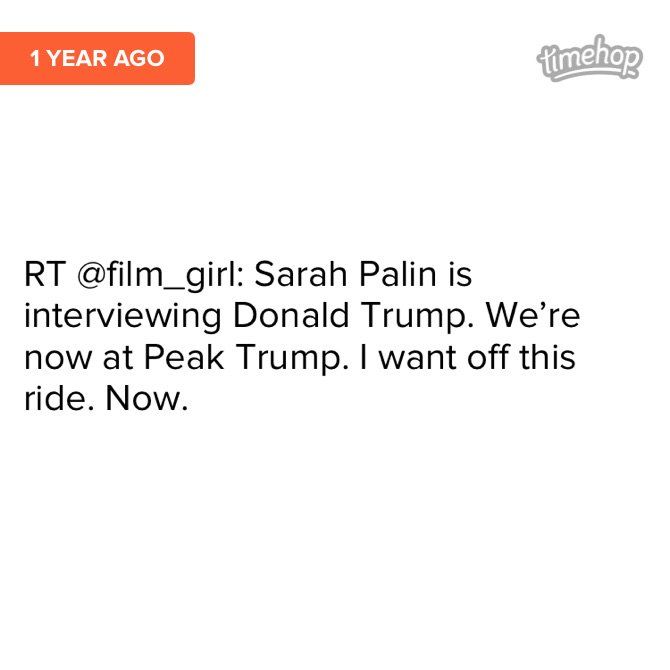 1 YEAR AGO
timehop
RT @film_girl: Sarah Palin is
interviewing Donald Trump. We’re
now at Peak Trump. I want off this
ride. Now.